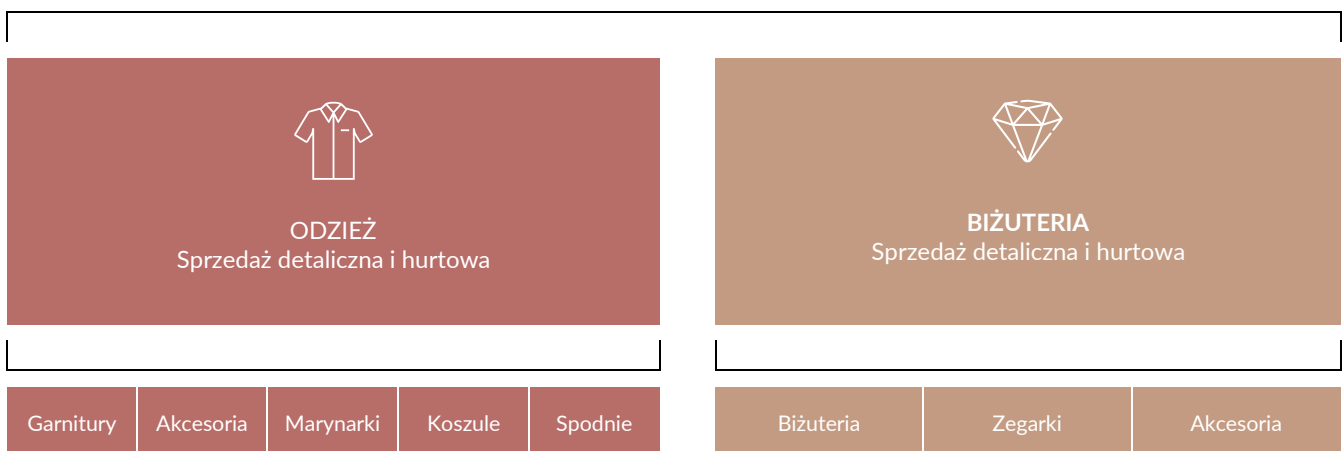 ODZIEŻ
Sprzedaż detaliczna i hurtowa
BIŻUTERIA
Sprzedaż detaliczna i hurtowa
Garnitury
Akcesoria
Marynarki
Koszule
Spodnie
Biżuteria
Zegarki
Akcesoria